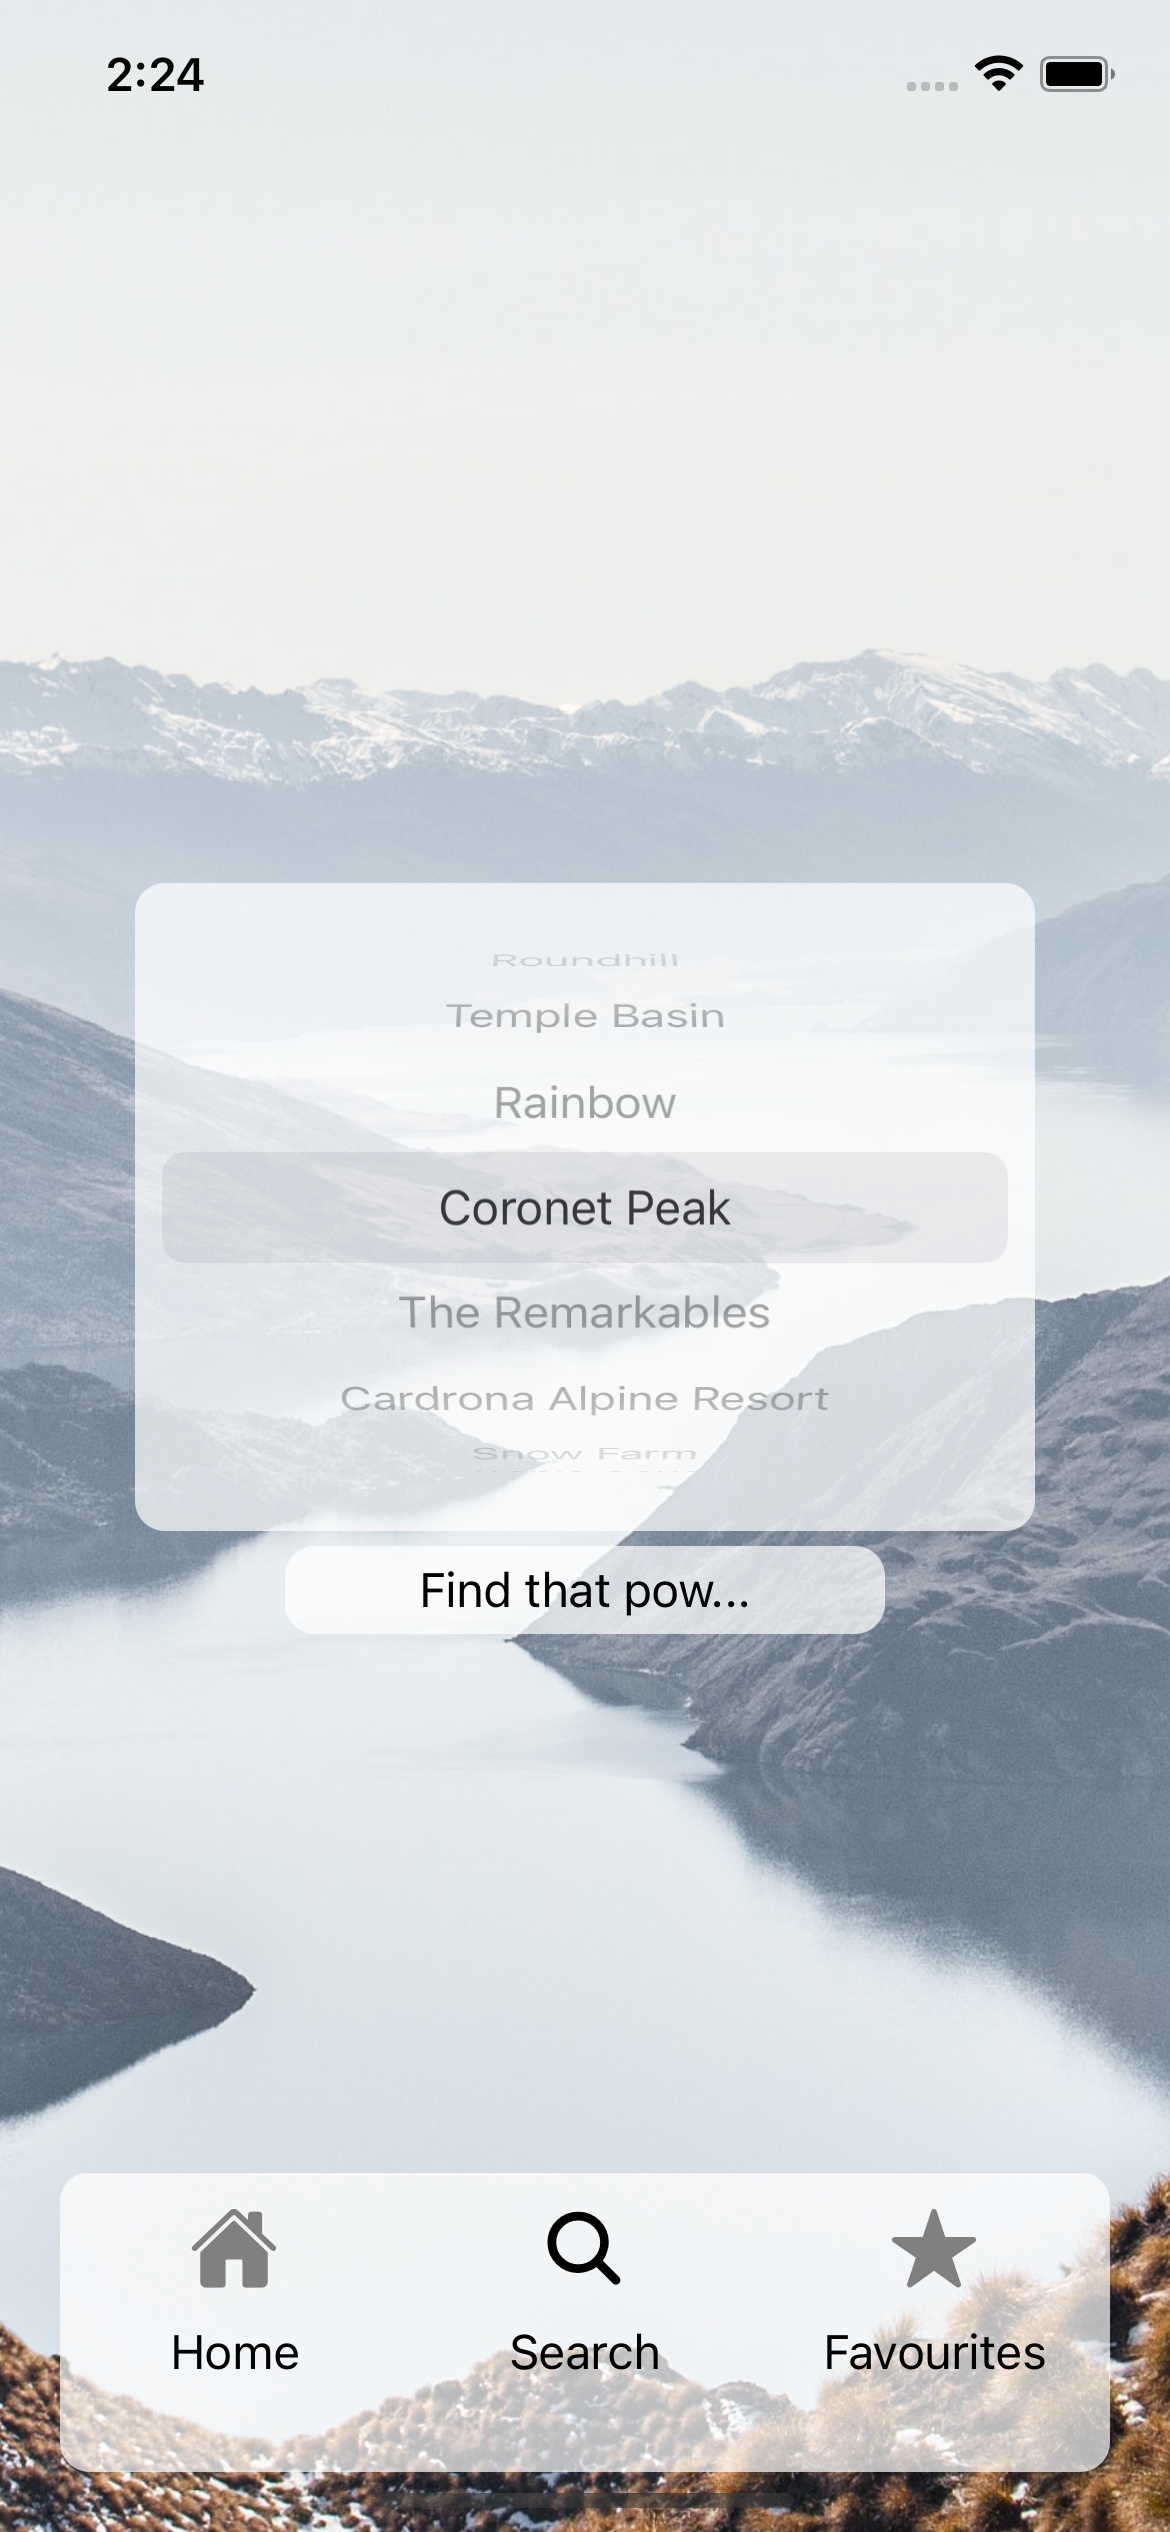 2:24
Roundhill
Temple Basin
Rainbow
Coronet Peak
The Remarkables
Cardrona Alpine Resort
Snow Farm
Find that pow...
Home
Search
Favourites